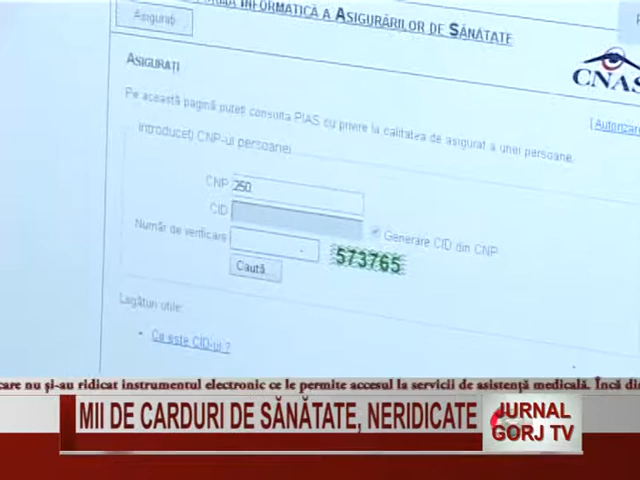 INFORMATICĂ A ASIGURĂRILOR DE SĂNĂTATE
Asigurați
CNAS
ASIGURAȚI
[Autorizare
Pe această pagină puteți consulta PIAS cu privire la calitatea de asigurat a unei persoane.
Introduceți CNP-ul persoanei
CNP 250
CID
Generare CID din CNP
Număr de verificare
573765
Caută
Legături utile:
Ce este CID-ul ?
care nu și-au ridicat instrumentul electronic ce le permite accesul la servicii de asistență medicală. Încă di
MII DE CARDURI DE SĂNĂTATE, NERIDICATE
JURNAL
GORJ TV